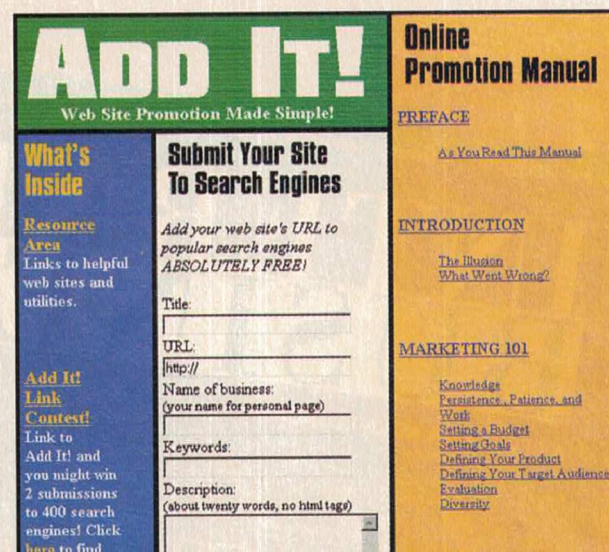 ADD IT!
Web Site Promotion Made Simple!
What's
Inside
Resource
Area
Links to helpful
web sites and
utilities.
Add It!
Link
Contest!
Link to
Add It! and
you might win
2 submissions
to 400 search
engines! Click
here to find
Submit Your Site
To Search Engines
Add your web site's URL to
popular search engines
ABSOLUTELY FREE!
Title:
URL:
http://
Name of business:
(your name for personal page)
Keywords:
Description:
(about twenty words, no html tags)
Online
Promotion Manual
PREFACE
As You Read This Manual
INTRODUCTION
The Illusion
What Went Wrong?
MARKETING 101
Knowledge
Persistence, Patience, and
Work
Setting a Budget
Setting Goals
Defining Your Product
Defining Your Target Audience
Evaluation
Diversity